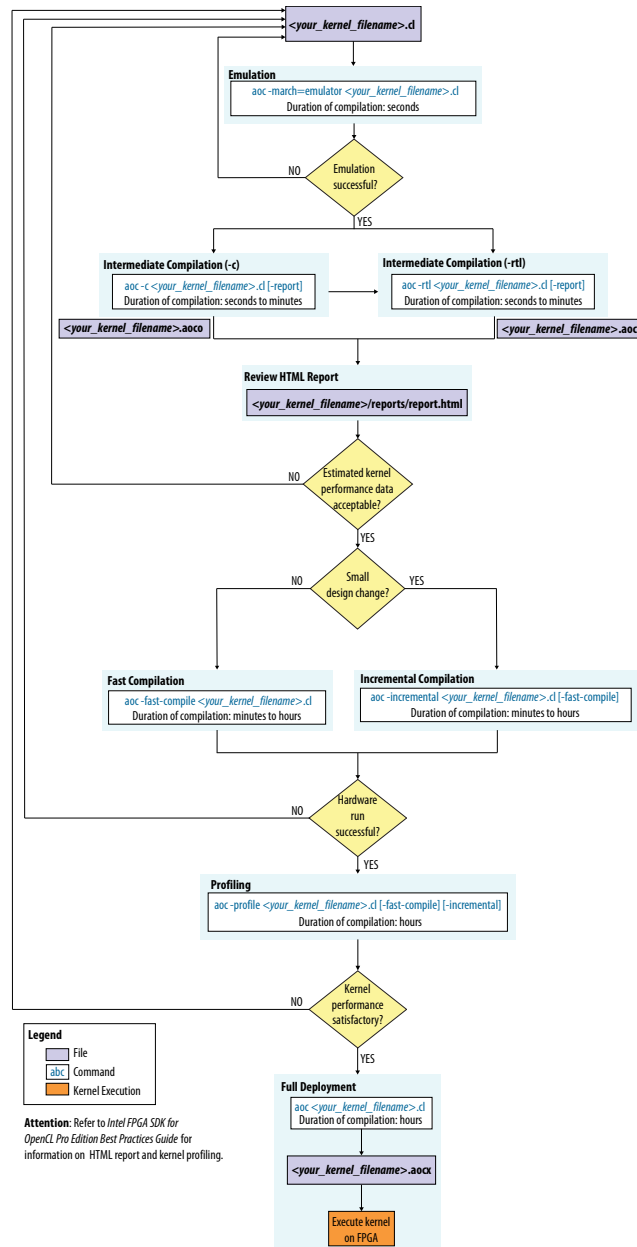 <your_kernel_filename>.cl
Emulation
aoc -march=emulator <your_kernel_filename>.cl
Duration of compilation: seconds
NO
Emulation
successful?
YES
Intermediate Compilation (-c)
aoc -c <your_kernel_filename>.cl [-report]
Duration of compilation: seconds to minutes
<your_kernel_filename>.aoco
Intermediate Compilation (-rtl)
aoc -rtl <your_kernel_filename>.cl [-report]
Duration of compilation: seconds to minutes
<your_kernel_filename>.aoc
Review HTML Report
<your_kernel_filename>/reports/report.html
NO
Estimated kernel
performance data
acceptable?
YES
NO
Small
design change?
YES
Fast Compilation
aoc -fast-compile <your_kernel_filename>.cl
Duration of compilation: minutes to hours
Incremental Compilation
aoc -incremental <your_kernel_filename>.cl [-fast-compile]
Duration of compilation: minutes to hours
NO
Hardware
run
successful?
YES
Profiling
aoc -profile <your_kernel_filename>.cl [-fast-compile] [-incremental]
Duration of compilation: hours
NO
Kernel
performance
satisfactory?
YES
Legend
File
abc Command
Kernel Execution
Attention: Refer to Intel FPGA SDK for
OpenCL Pro Edition Best Practices Guide for
information on HTML report and kernel profiling.
Full Deployment
aoc <your_kernel_filename>.cl
Duration of compilation: hours
<your_kernel_filename>.aocx
Execute kernel
on FPGA